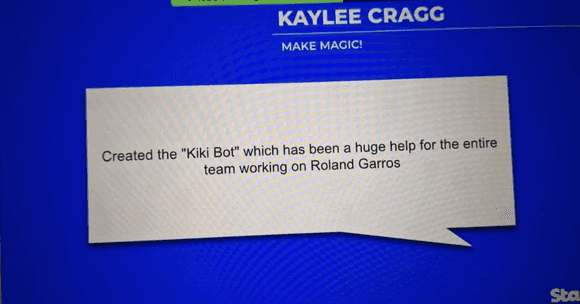 KAYLEE CRAGG
MAKE MAGIC!
Created the "Kiki Bot" which has been a huge help for the entire
team working on Roland Garros
Sta